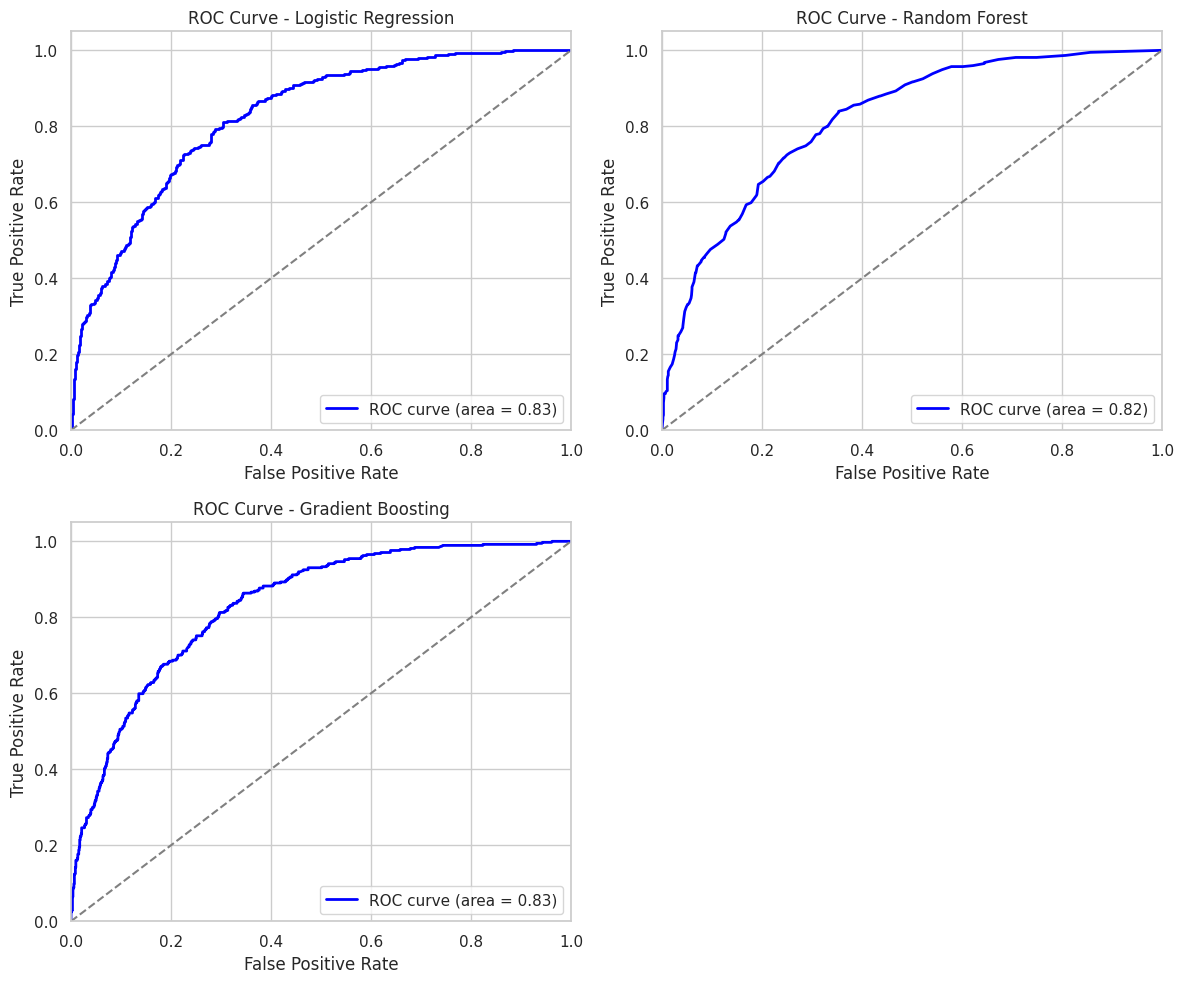 ROC Curve - Logistic Regression
True Positive Rate
1.0
0.8
0.6
0.4
0.2
0.0
ROC curve (area = 0.83)
0.0 0.2 0.4 0.6 0.8 1.0
False Positive Rate
ROC Curve - Random Forest
True Positive Rate
1.0
0.8
0.6
0.4
0.2
0.0
ROC curve (area = 0.82)
0.0 0.2 0.4 0.6 0.8 1.0
False Positive Rate
ROC Curve - Gradient Boosting
True Positive Rate
1.0
0.8
0.6
0.4
0.2
0.0
ROC curve (area = 0.83)
0.0 0.2 0.4 0.6 0.8 1.0
False Positive Rate